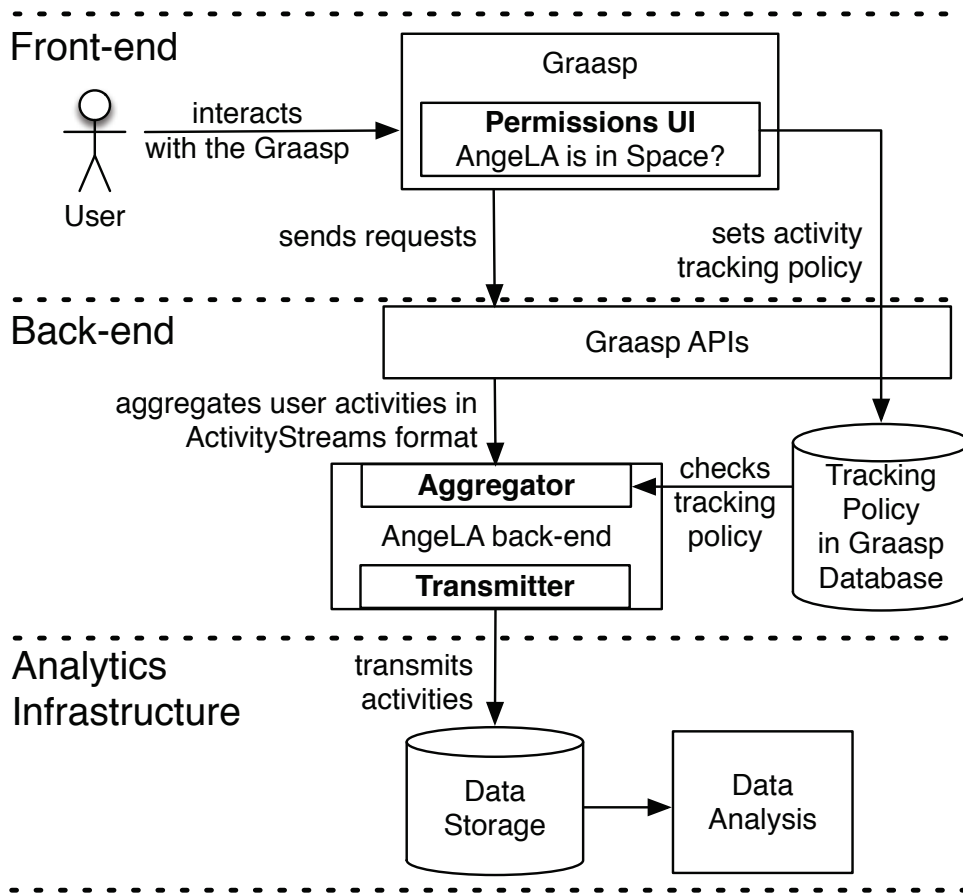 Front-end
Graasp
interacts
with the Graasp
Permissions UI
AngeLA is in Space?
User
sends requests
sets activity
tracking policy
Back-end
Graasp APIs
aggregates user activities in
ActivityStreams format
Aggregator
checks
tracking
policy
Tracking
Policy
in Graasp
Database
AngeLA back-end
Transmitter
Analytics
Infrastructure
transmits
activities
Data
Storage
Data
Analysis